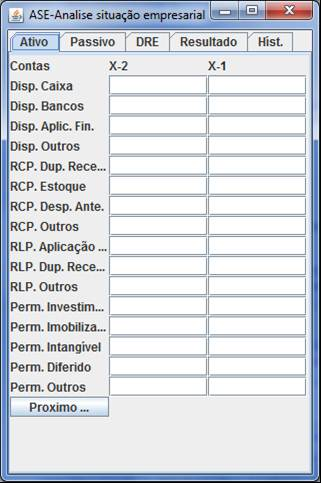 ASE-Analise situação empresarial
Ativo Passivo DRE Resultado Hist.
Contas X-2 X-1
Disp. Caixa
Disp. Bancos
Disp. Aplic. Fin.
Disp. Outros
RCP. Dup. Rece...
RCP. Estoque
RCP. Desp. Ante.
RCP. Outros
RLP. Aplicação ...
RLP. Dup. Rece...
RLP. Outros
Perm. Investim...
Perm. Imobiliza...
Perm. Intangível
Perm. Diferido
Perm. Outros
Proximo ...